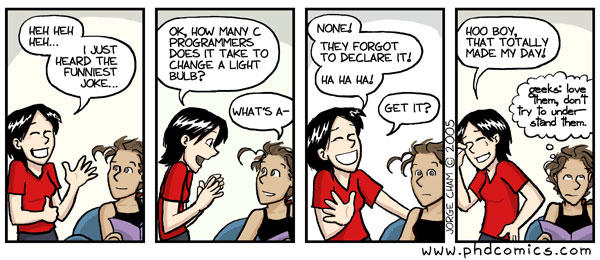 HEH HEH
HEH...
I JUST
HEARD THE
FUNNIEST
JOKE...
OK, HOW MANY C
PROGRAMMERS
DOES IT TAKE TO
CHANGE A LIGHT
BULB?
WHAT'S A-
NONE!
THEY FORGOT
TO DECLARE IT!
HA HA HA!
GET IT?
JORGE CHAM © 2005
HOO BOY,
THAT TOTALLY
MADE MY DAY!
geeks: love
them, don't
try to under-
stand them.
www.phdcomics.com